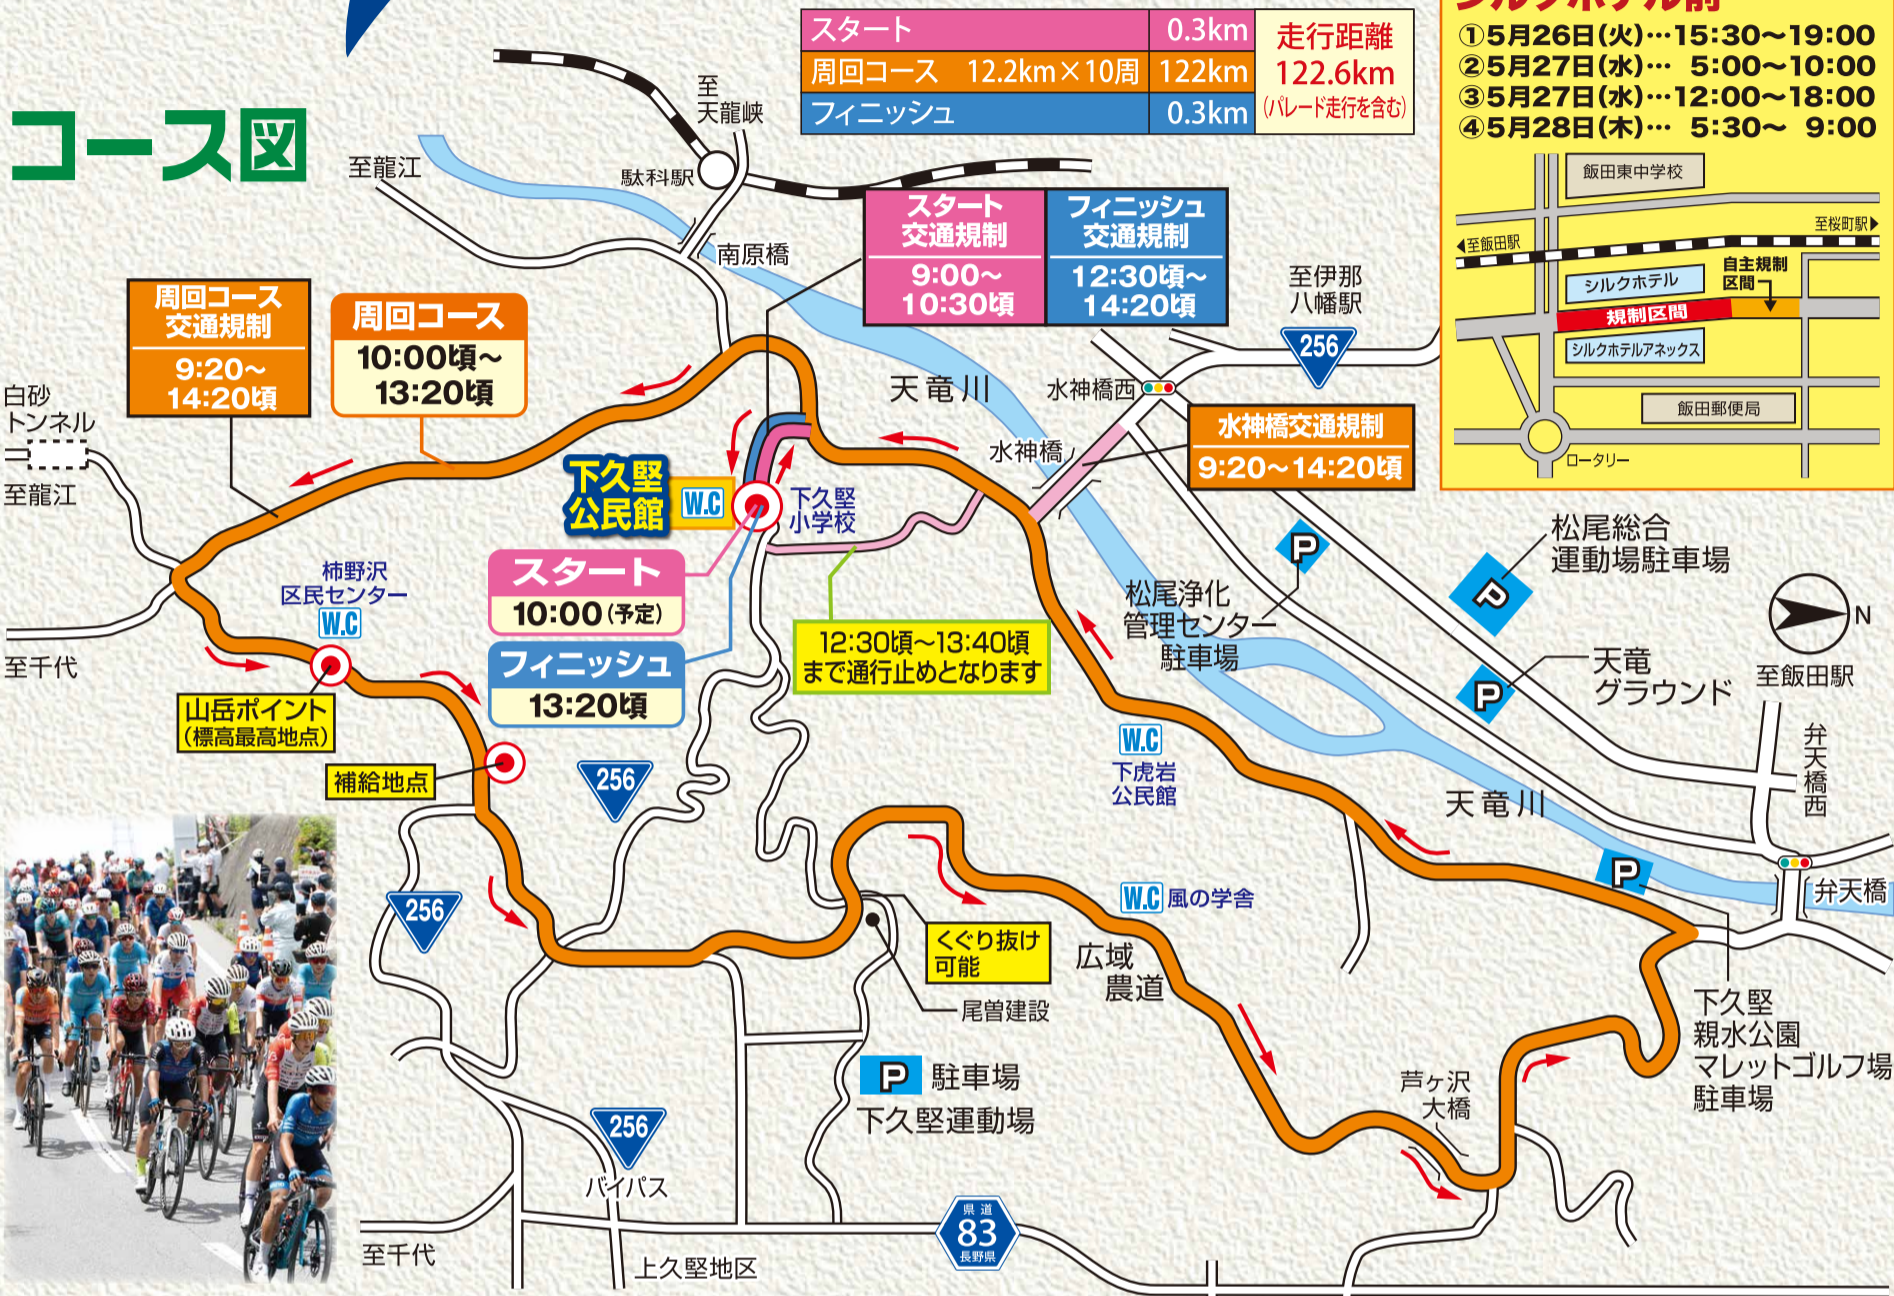 コース図
スタート 0.3km
周回コース 12.2km×10周 122km
フィニッシュ 0.3km
走行距離
122.6km
(パレード走行を含む)
シルクホテル前
①5月26日(火)…15:30〜19:00
②5月27日(水)… 5:00〜10:00
③5月27日(水)…12:00〜18:00
④5月28日(木)… 5:30〜 9:00
飯田東中学校
至桜町駅
至飯田駅
自主規制
区間
シルクホテル
規制区間
シルクホテルアネックス
飯田郵便局
ロータリー
至
天龍峡
至龍江
駄科駅
南原橋
スタート
交通規制
9:00〜
10:30頃
フィニッシュ
交通規制
12:30頃〜
14:20頃
至伊那
八幡駅
256
周回コース
交通規制
9:20〜
14:20頃
周回コース
10:00頃〜
13:20頃
天竜川
水神橋西
水神橋
水神橋交通規制
9:20〜14:20頃
白砂
トンネル
至龍江
下久堅
公民館
W.C
下久堅
小学校
スタート
10:00(予定)
フィニッシュ
13:20頃
12:30頃〜13:40頃
まで通行止めとなります
柿野沢
区民センター
W.C
至千代
山岳ポイント
(標高最高地点)
補給地点
256
P
松尾浄化
管理センター
駐車場
松尾総合
運動場駐車場
P
N
P
天竜
グラウンド
至飯田駅
弁天橋西
W.C
下虎岩
公民館
天竜川
P
弁天橋
256
W.C 風の学舎
くぐり抜け
可能
広域
農道
尾曽建設
P 駐車場
下久堅運動場
下久堅
親水公園
マレットゴルフ場
駐車場
芦ヶ沢
大橋
256
バイパス
県道
83
長野県
至千代
上久堅地区